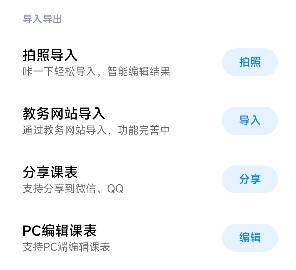 导入导出
拍照导入
咔一下轻松导入，智能编辑结果
拍照
教务网站导入
通过教务网站导入，功能完善中
导入
分享课表
支持分享到微信、QQ
分享
PC编辑课表
支持PC端编辑课表
编辑